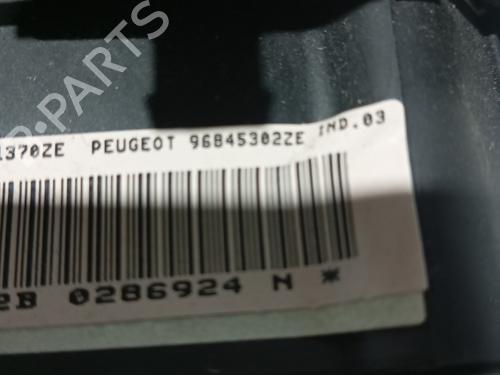 B-PARTS
1370ZE PEUGEOT 96845302ZE IND.03
2B 0286924 N *